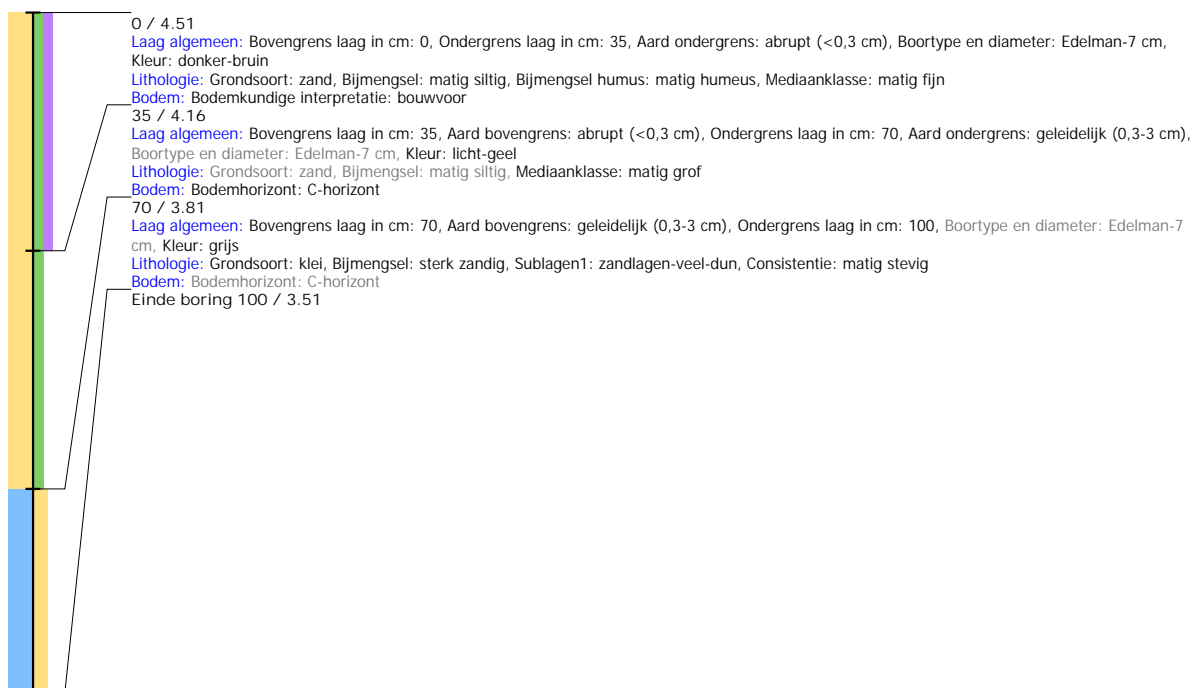 0 / 4.51
Laag algemeen: Bovengrens laag in cm: 0, Ondergrens laag in cm: 35, Aard ondergrens: abrupt (<0,3 cm), Boortype en diameter: Edelman-7 cm,
Kleur: donker-bruin
Lithologie: Grondsoort: zand, Bijmengsel: matig siltig, Bijmengsel humus: matig humeus, Mediaanklasse: matig fijn
Bodem: Bodemkundige interpretatie: bouwvoor
35 / 4.16
Laag algemeen: Bovengrens laag in cm: 35, Aard bovengrens: abrupt (<0,3 cm), Ondergrens laag in cm: 70, Aard ondergrens: geleidelijk (0,3-3 cm),
Boortype en diameter: Edelman-7 cm, Kleur: licht-geel
Lithologie: Grondsoort: zand, Bijmengsel: matig siltig, Mediaanklasse: matig grof
Bodem: Bodemhorizont: C-horizont
70 / 3.81
Laag algemeen: Bovengrens laag in cm: 70, Aard bovengrens: geleidelijk (0,3-3 cm), Ondergrens laag in cm: 100, Boortype en diameter: Edelman-7
cm, Kleur: grijs
Lithologie: Grondsoort: klei, Bijmengsel: sterk zandig, Sublagen1: zandlagen-veel-dun, Consistentie: matig stevig
Bodem: Bodemhorizont: C-horizont
Einde boring 100 / 3.51